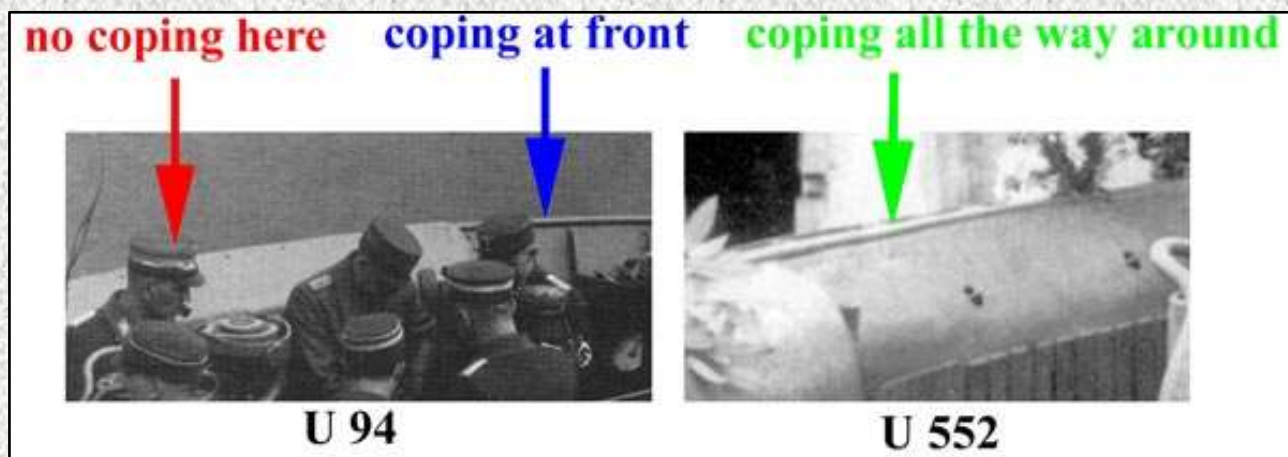 no coping here
coping at front
coping all the way around
U 94
U 552